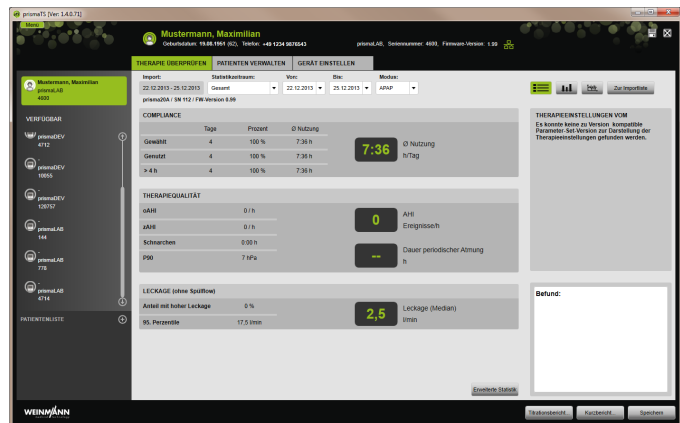 prismaTS [Ver: 1.4.0.71]
Menü
Mustermann, Maximilian
Geburtsdatum: 19.08.1951 (62), Telefon: +49 1234 9876543
prismaLAB, Seriennummer: 4600, Firmware-Version: 1.99
THERAPIE ÜBERPRÜFEN
PATIENTEN VERWALTEN
GERÄT EINSTELLEN
Mustermann, Maximilian
prismaLAB
4600
VERFÜGBAR
-
prismaDEV
4712
-
prismaDEV
10055
-
prismaDEV
120757
-
prismaLAB
144
-
prismaLAB
778
-
prismaLAB
4714
PATIENTENLISTE
Import: Statistikzeitraum: Von: Bis: Modus:
22.12.2013 - 25.12.2013 Gesamt 22.12.2013 25.12.2013 APAP
prisma20A / SN 112 / FW-Version 0.99
Zur Importliste
COMPLIANCE
Tage Prozent Ø Nutzung
Gewählt 4 100 % 7:36 h
Genutzt 4 100 % 7:36 h
> 4 h 4 100 % 7:36 h
7:36
Ø Nutzung
h/Tag
THERAPIEQUALITÄT
oAHI 0 / h
zAHI 0 / h
Schnarchen 0:00 h
P90 7 hPa
0
AHI
Ereignisse/h
--
Dauer periodischer Atmung
h
LECKAGE (ohne Spülflow)
Anteil mit hoher Leckage 0 %
95. Perzentile 17,5 l/min
2,5
Leckage (Median)
l/min
Erweiterte Statistik
THERAPIEEINSTELLUNGEN VOM
Es konnte keine zu Version kompatible
Parameter-Set-Version zur Darstellung der
Therapieeinstellungen gefunden werden.
Befund:
WEINMANN
Titrationsbericht...
Kurzbericht...
Speichern